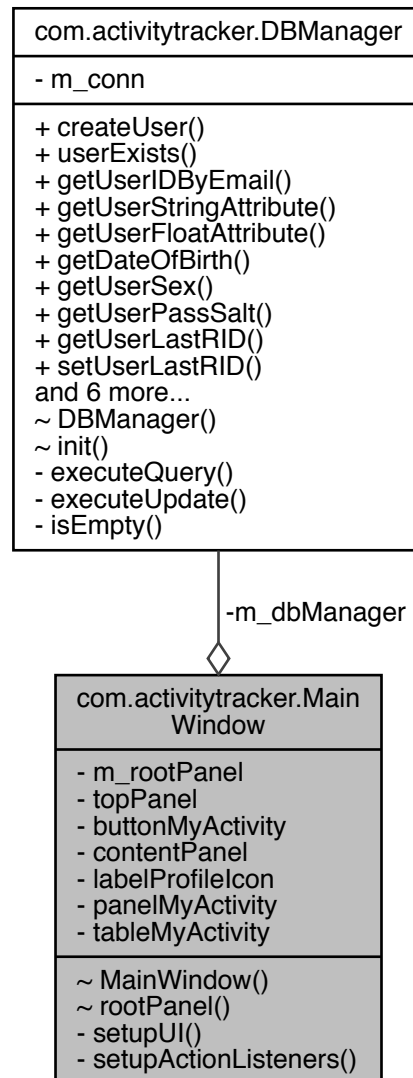 com.activitytracker.DBManager
- m_conn
+ createUser()
+ userExists()
+ getUserIDByEmail()
+ getUserStringAttribute()
+ getUserFloatAttribute()
+ getDateOfBirth()
+ getUserSex()
+ getUserPassSalt()
+ getUserLastRID()
+ setUserLastRID()
and 6 more...
~ DBManager()
~ init()
- executeQuery()
- executeUpdate()
- isEmpty()
-m_dbManager
com.activitytracker.Main
Window
- m_rootPanel
- topPanel
- buttonMyActivity
- contentPanel
- labelProfileIcon
- panelMyActivity
- tableMyActivity
~ MainWindow()
~ rootPanel()
- setupUI()
- setupActionListeners()